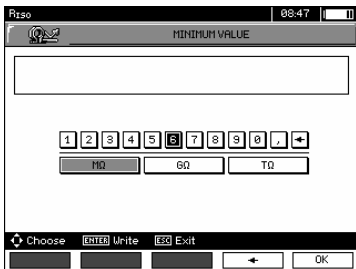 RISO 08:47
MINIMUM VALUE
1 2 3 4 5 6 7 8 9 0 , ←
MΩ GΩ TΩ
Choose ENTER Write ESC Exit
← OK